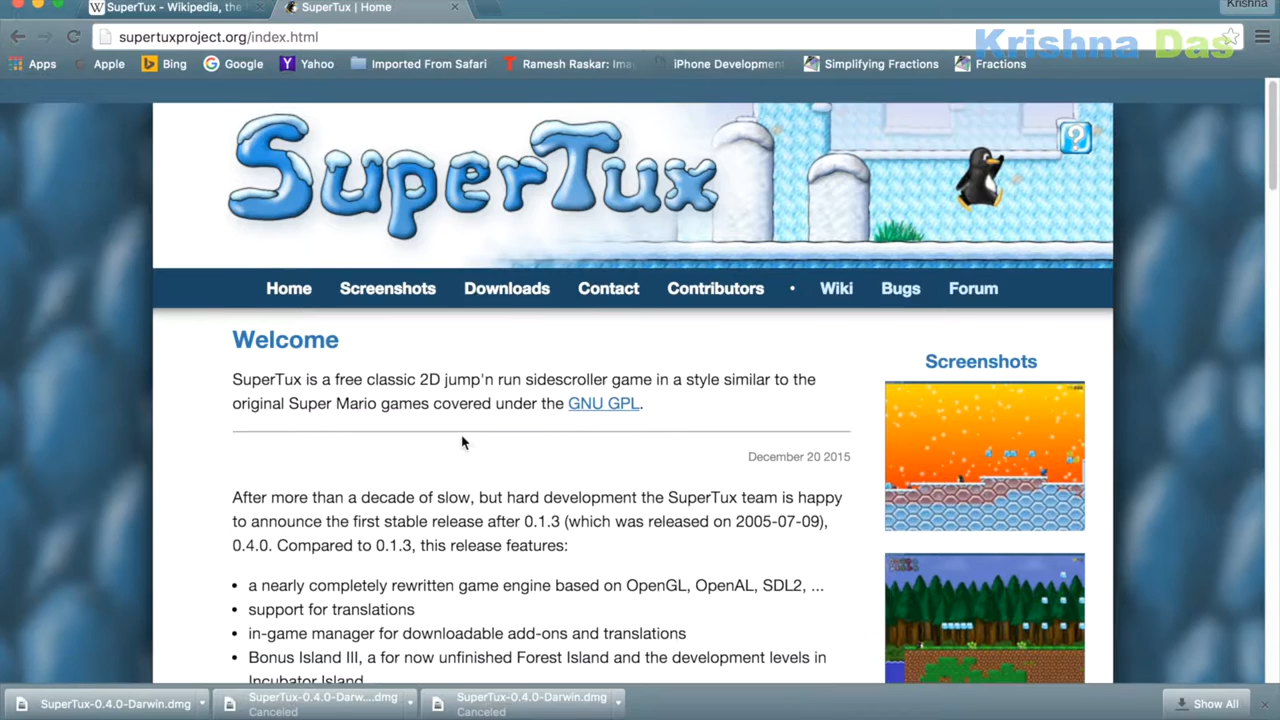 SuperTux - Wikipedia, the
SuperTux | Home
Krishna
supertuxproject.org/index.html
Krishna Das
Apps
Apple
Bing
Google
Yahoo
Imported From Safari
Ramesh Raskar: Ima
iPhone Development
Simplifying Fractions
Fractions
SuperTux
?
Home
Screenshots
Downloads
Contact
Contributors
•
Wiki
Bugs
Forum
Welcome
SuperTux is a free classic 2D jump'n run sidescroller game in a style similar to the
original Super Mario games covered under the GNU GPL.
December 20 2015
After more than a decade of slow, but hard development the SuperTux team is happy
to announce the first stable release after 0.1.3 (which was released on 2005-07-09),
0.4.0. Compared to 0.1.3, this release features:
• a nearly completely rewritten game engine based on OpenGL, OpenAL, SDL2, ...
• support for translations
• in-game manager for downloadable add-ons and translations
• Bonus Island III, a for now unfinished Forest Island and the development levels in
Incubator Island
Screenshots
SuperTux-0.4.0-Darwin.dmg
SuperTux-0.4.0-Darw....dmg
Canceled
SuperTux-0.4.0-Darwin.dmg
Canceled
Show All